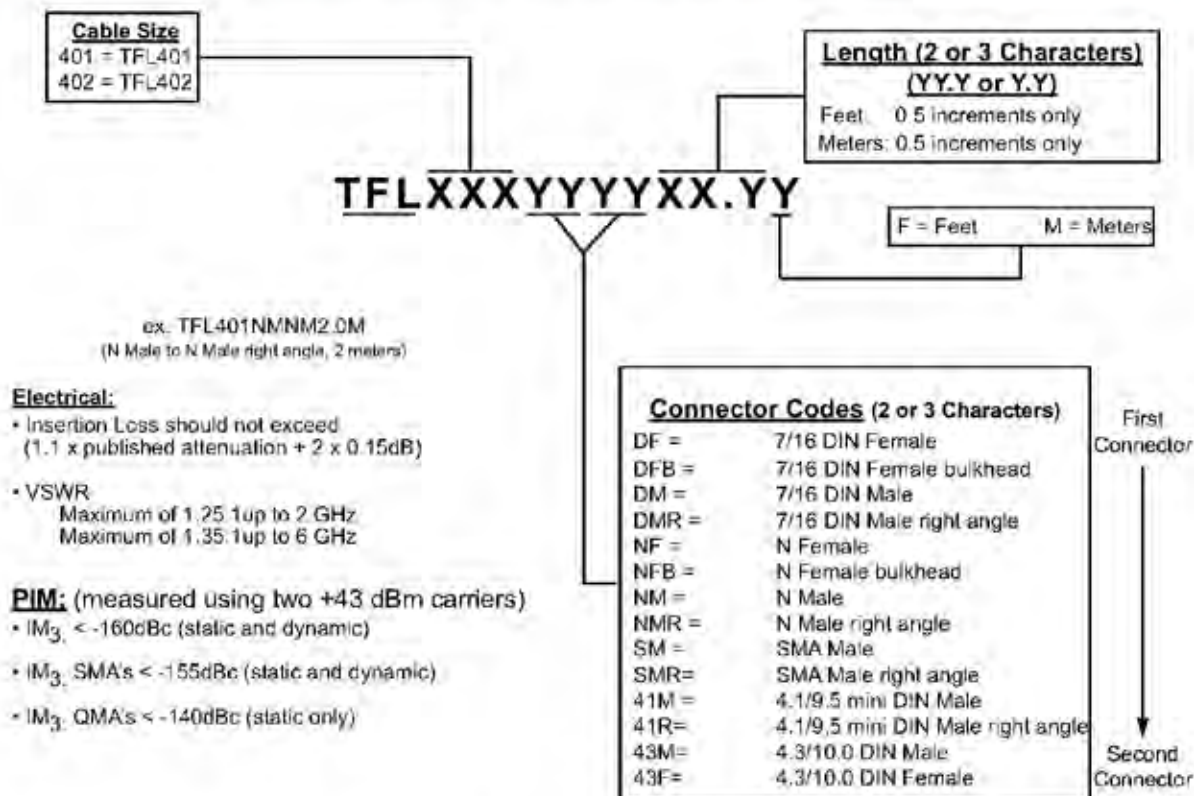 Cable Size
401 = TFL401
402 = TFL402
Length (2 or 3 Characters)
(YY.Y or Y.Y)
Feet: 0.5 increments only
Meters: 0.5 increments only
TFLXXXYYYYXX.YY
F = Feet M = Meters
ex. TFL401NMNM2.0M
(N Male to N Male right angle, 2 meters)
Electrical:
• Insertion Loss should not exceed
(1.1 x published attenuation + 2 x 0.15dB)
• VSWR
Maximum of 1.25:1up to 2 GHz
Maximum of 1.35:1up to 6 GHz
PIM: (measured using two +43 dBm carriers)
• IM3, < -160dBc (static and dynamic)
• IM3, SMA's < -155dBc (static and dynamic)
• IM3, QMA's < -140dBc (static only)
Connector Codes (2 or 3 Characters)
DF = 7/16 DIN Female
DFB = 7/16 DIN Female bulkhead
DM = 7/16 DIN Male
DMR = 7/16 DIN Male right angle
NF = N Female
NFB = N Female bulkhead
NM = N Male
NMR = N Male right angle
SM = SMA Male
SMR= SMA Male right angle
41M = 4.1/9.5 mini DIN Male
41R= 4.1/9.5 mini DIN Male right angle
43M= 4.3/10.0 DIN Male
43F= 4.3/10.0 DIN Female
First
Connector
Second
Connector